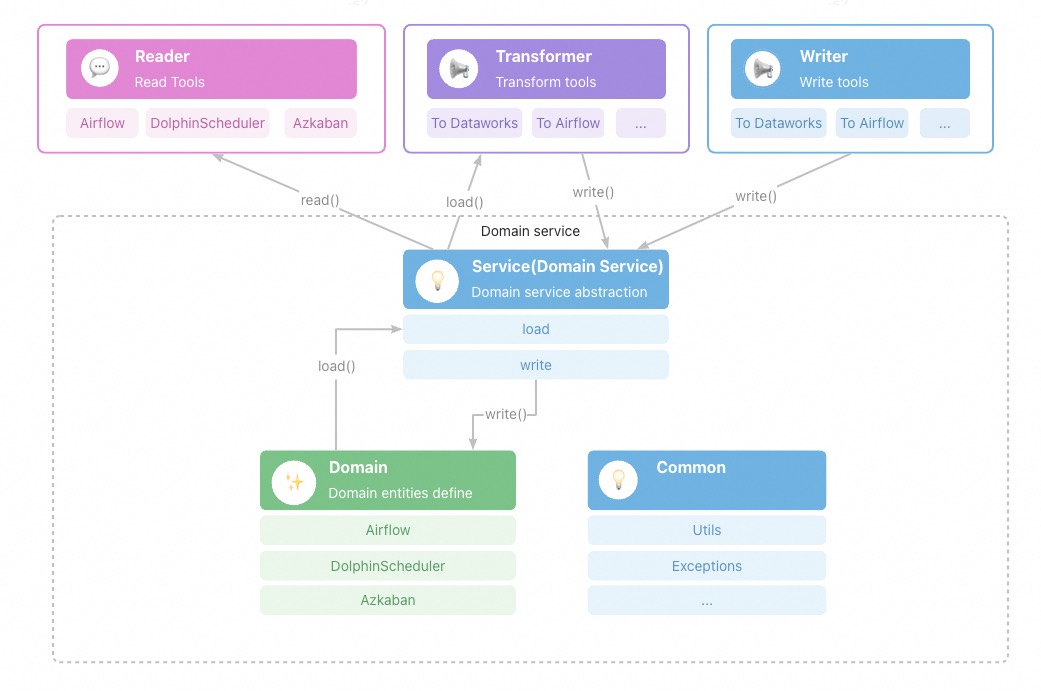 Reader
Read Tools
Airflow
DolphinScheduler
Azkaban
Transformer
Transform tools
To Dataworks
To Airflow
...
Writer
Write tools
To Dataworks
To Airflow
...
read()
load()
write()
write()
Domain service
Service(Domain Service)
Domain service abstraction
load
write
load()
write()
Domain
Domain entities define
Airflow
DolphinScheduler
Azkaban
Common
Utils
Exceptions
...